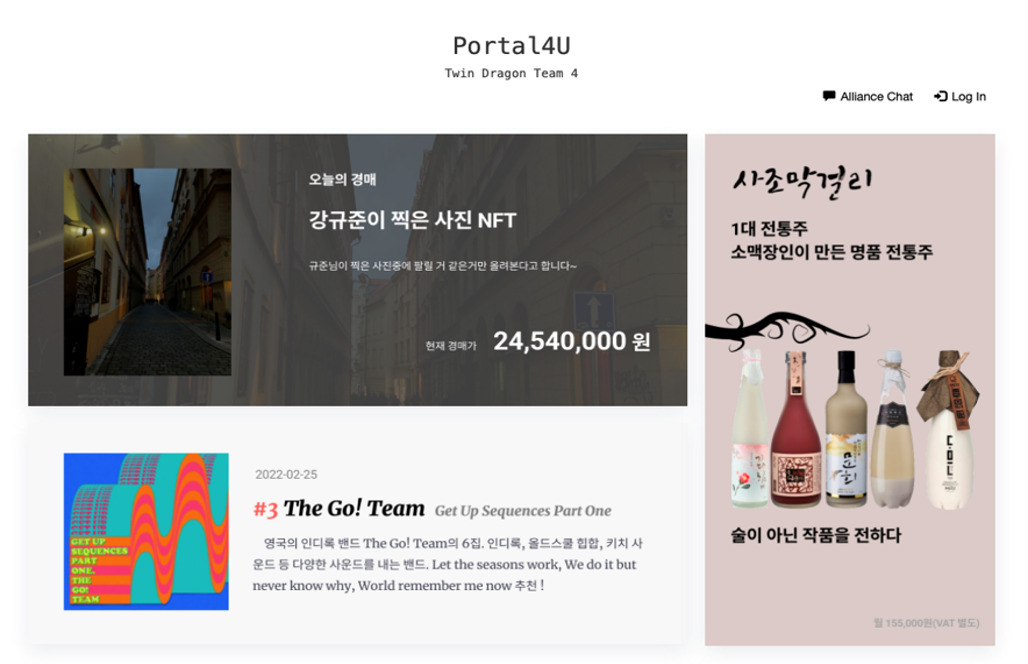 Portal4U
Twin Dragon Team 4
Alliance Chat
Log In
오늘의 경매
강규준이 찍은 사진 NFT
규준님이 찍은 사진중에 팔릴 거 같은거만 올려본다고 합니다~
현재 경매가 24,540,000 원
사조막걸리
1대 전통주
소맥장인이 만든 명품 전통주
술이 아닌 작품을 전하다
월 155,000원(VAT 별도)
GET UP
SEQUENCES
PART
ONE.
THE
GO!
TEAM
2022-02-25
#3 The Go! Team Get Up Sequences Part One
영국의 인디록 밴드 The Go! Team의 6집. 인디록, 올드스쿨 힙합, 키치 사
운드 등 다양한 사운드를 내는 밴드. Let the seasons work, We do it but
never know why, World remember me now 추천 !